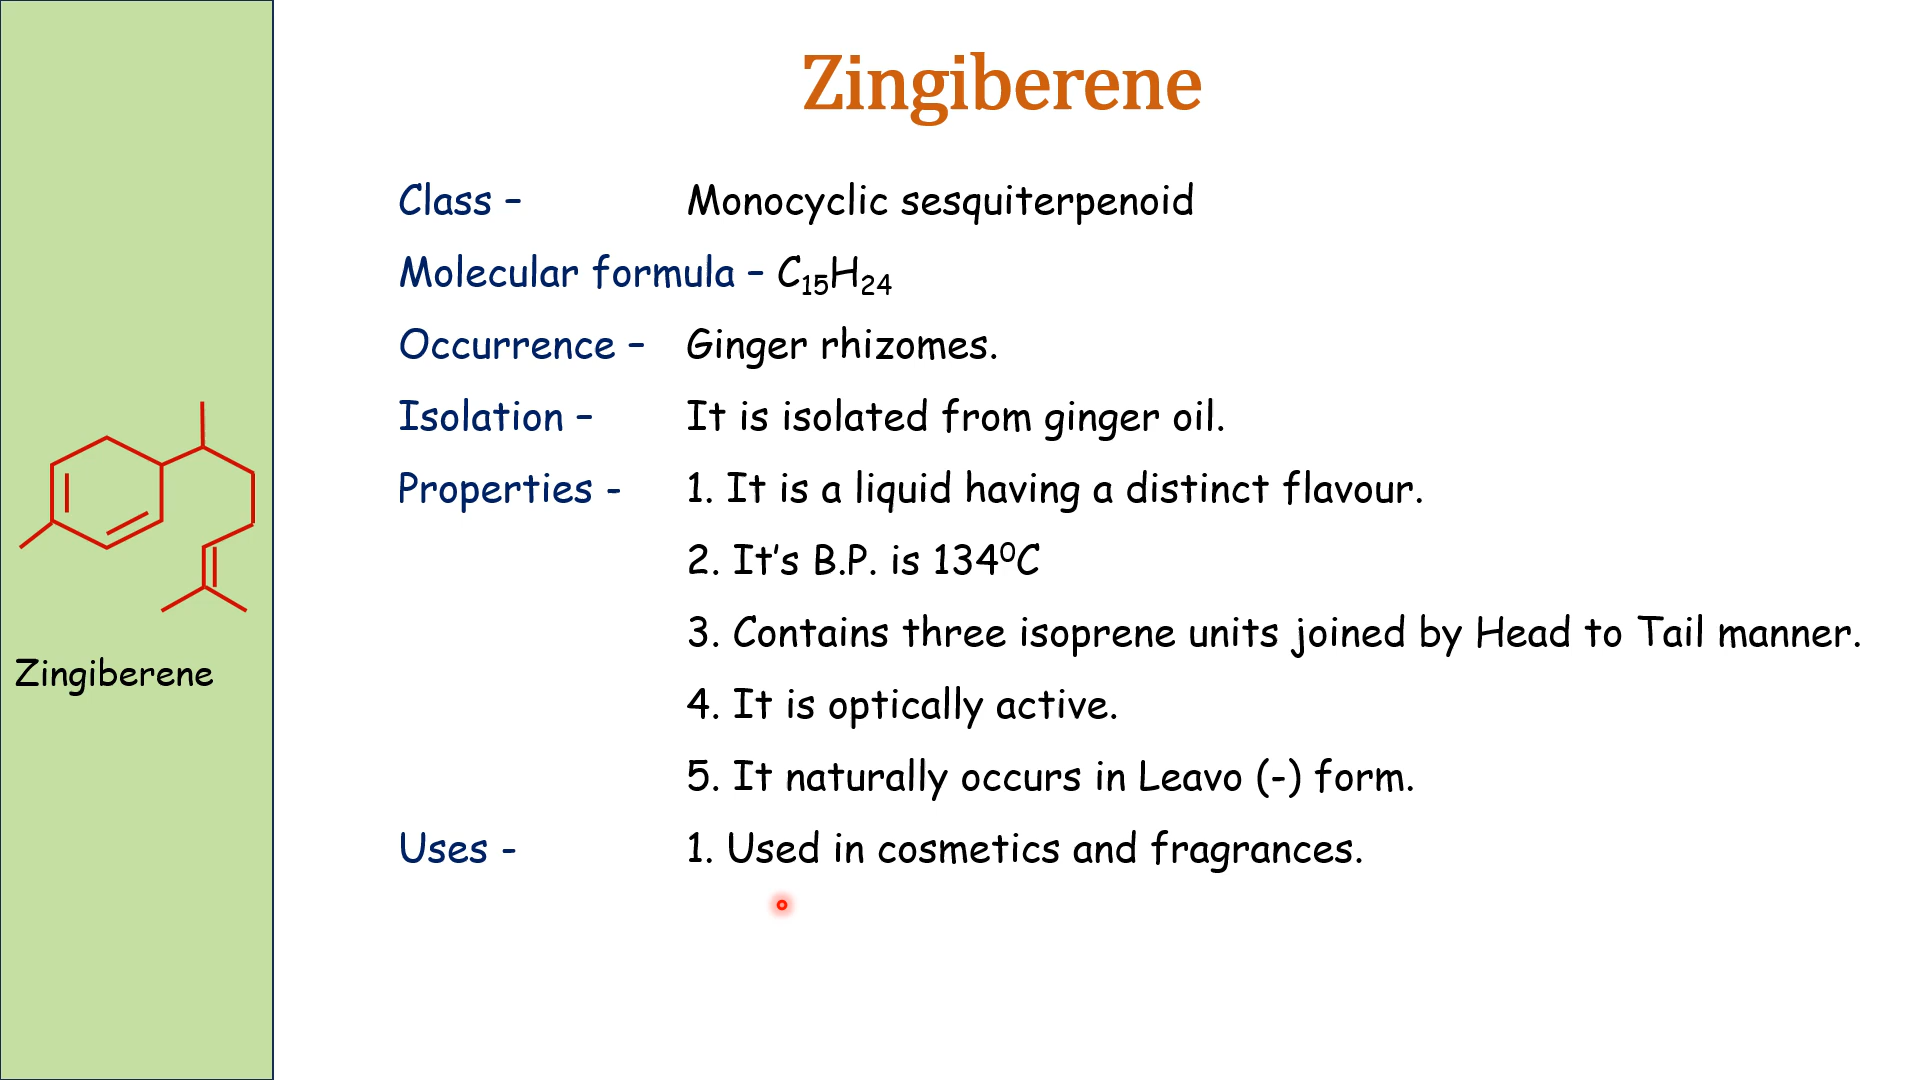 Zingiberene
Class – Monocyclic sesquiterpenoid
Molecular formula – C₁₅H₂₄
Occurrence – Ginger rhizomes.
Isolation – It is isolated from ginger oil.
Properties - 1. It is a liquid having a distinct flavour.
2. It's B.P. is 134⁰C
3. Contains three isoprene units joined by Head to Tail manner.
4. It is optically active.
5. It naturally occurs in Leavo (-) form.
Uses - 1. Used in cosmetics and fragrances.
Zingiberene